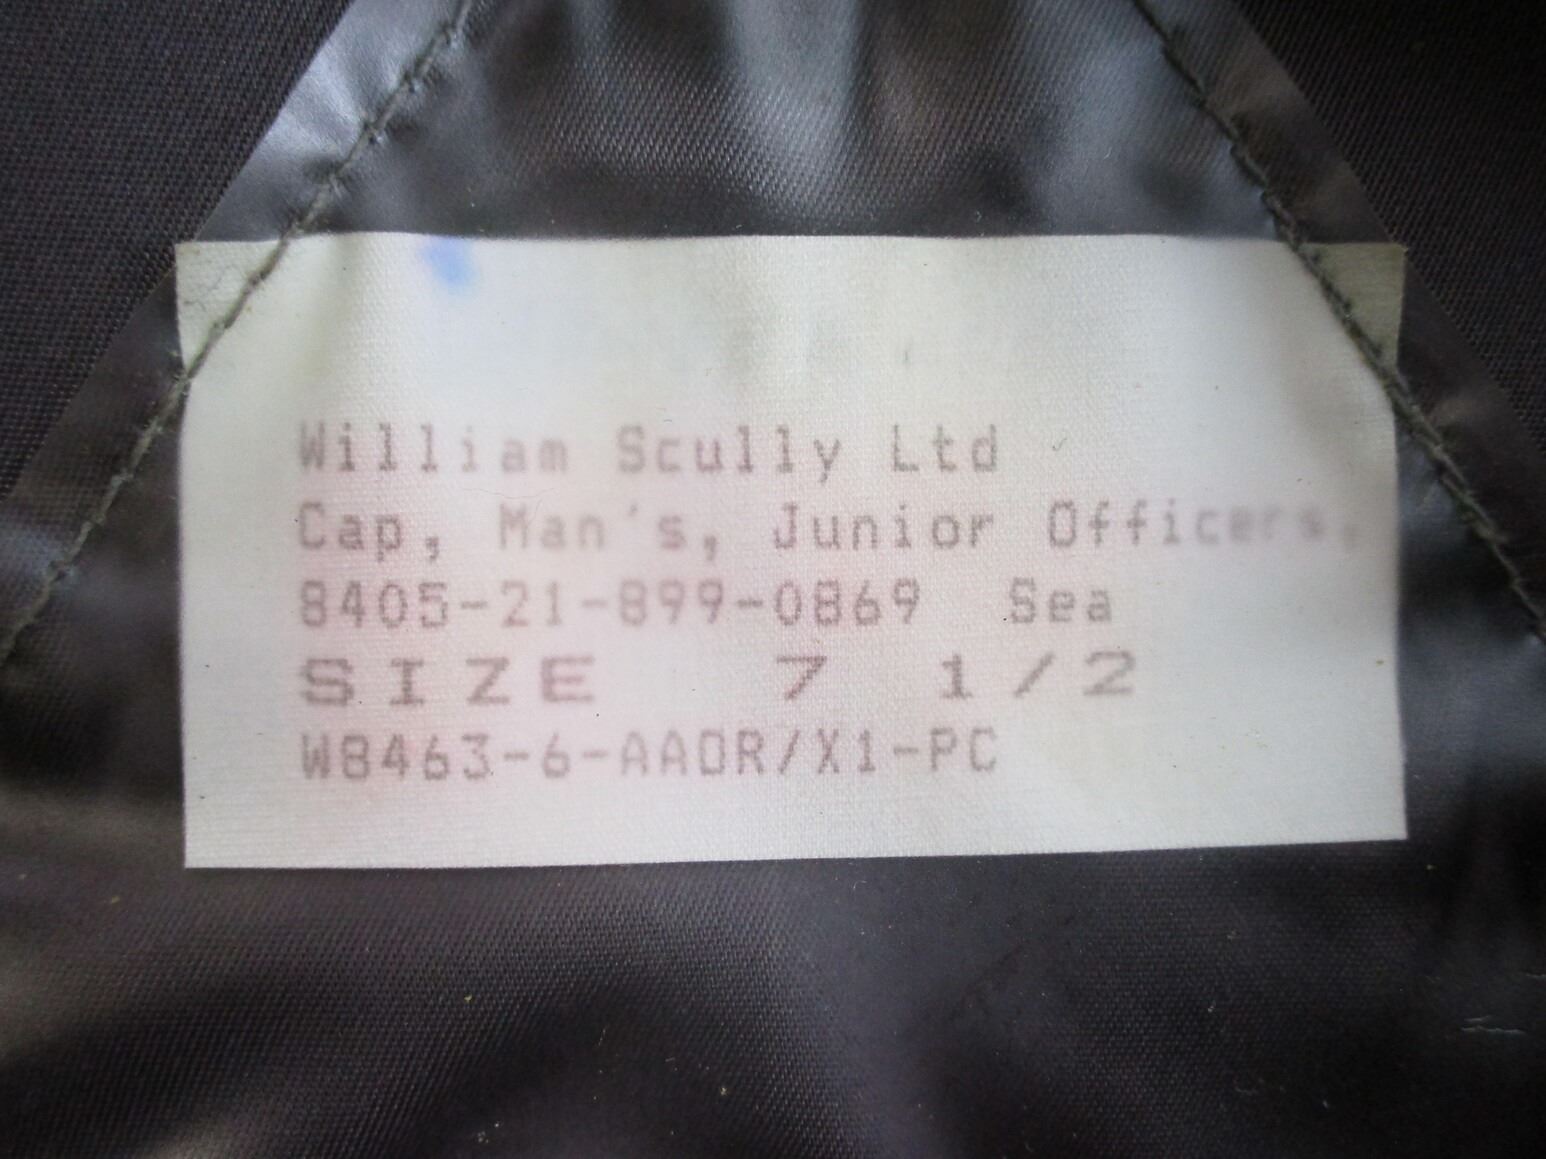 William Scully Ltd
Cap, Man's, Junior Officers,
8405-21-899-0869 Sea
SIZE 7 1/2
W8463-6-AAOR/X1-PC